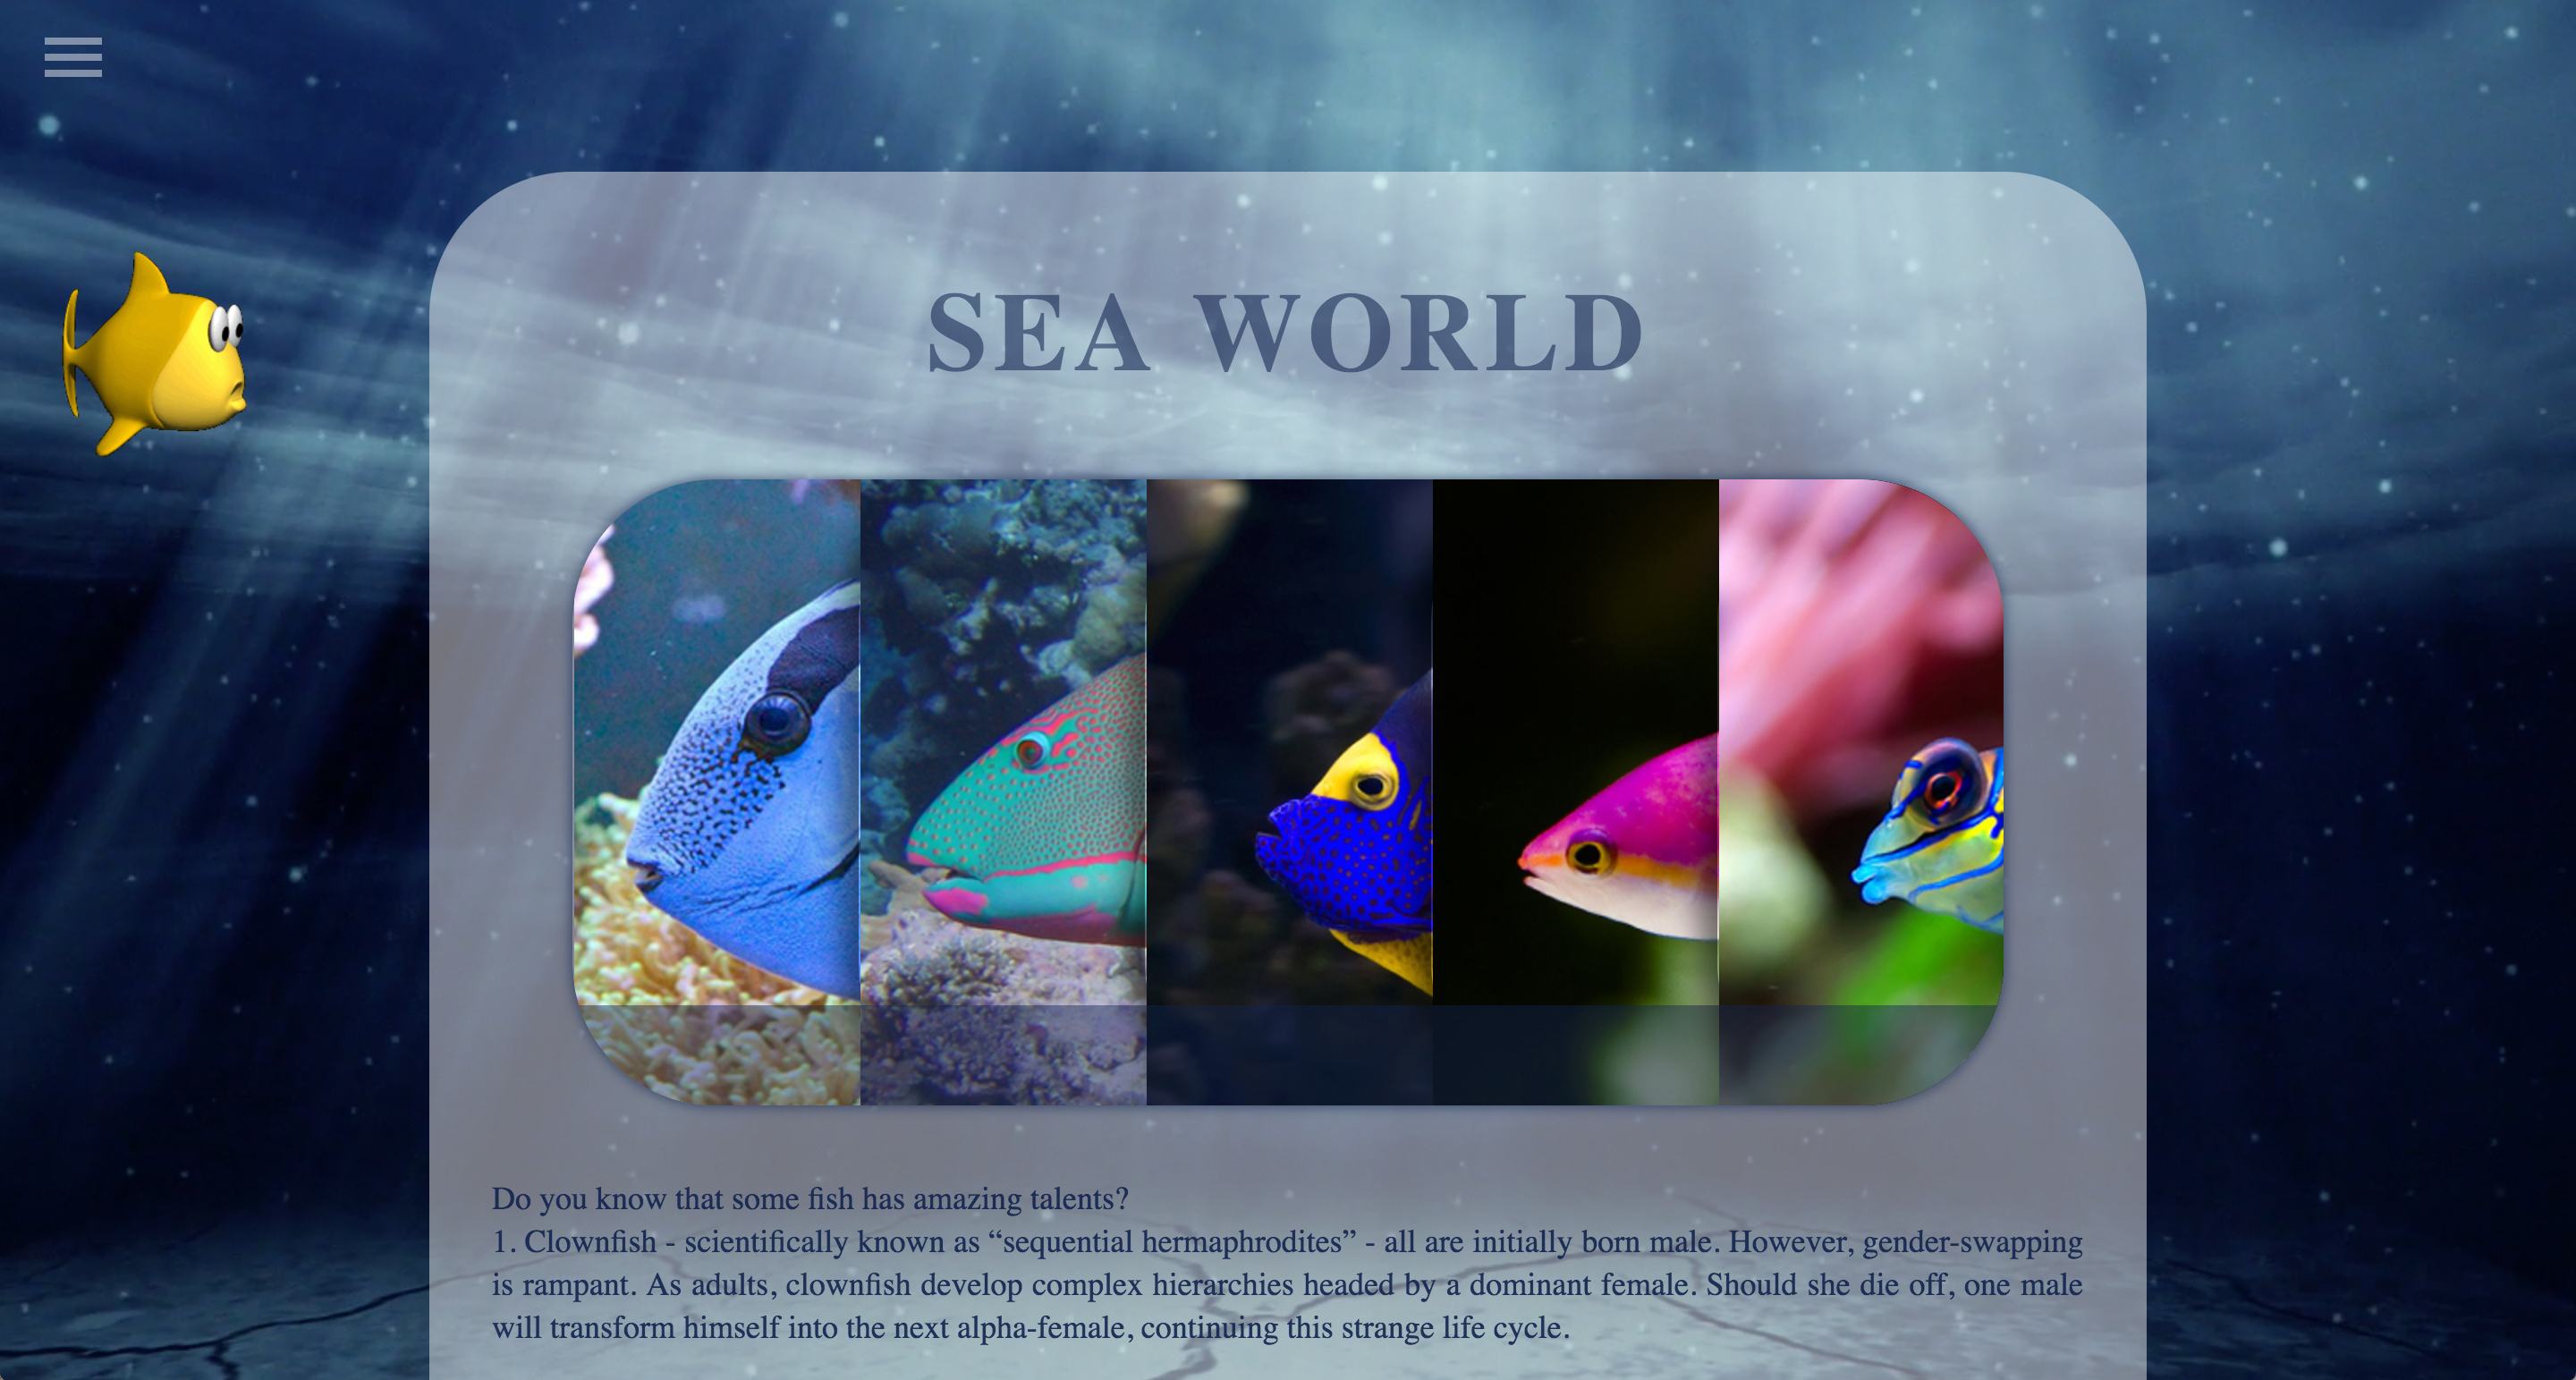 SEA WORLD
Do you know that some fish has amazing talents?
1. Clownfish - scientifically known as “sequential hermaphrodites” - all are initially born male. However, gender-swapping
is rampant. As adults, clownfish develop complex hierarchies headed by a dominant female. Should she die off, one male
will transform himself into the next alpha-female, continuing this strange life cycle.